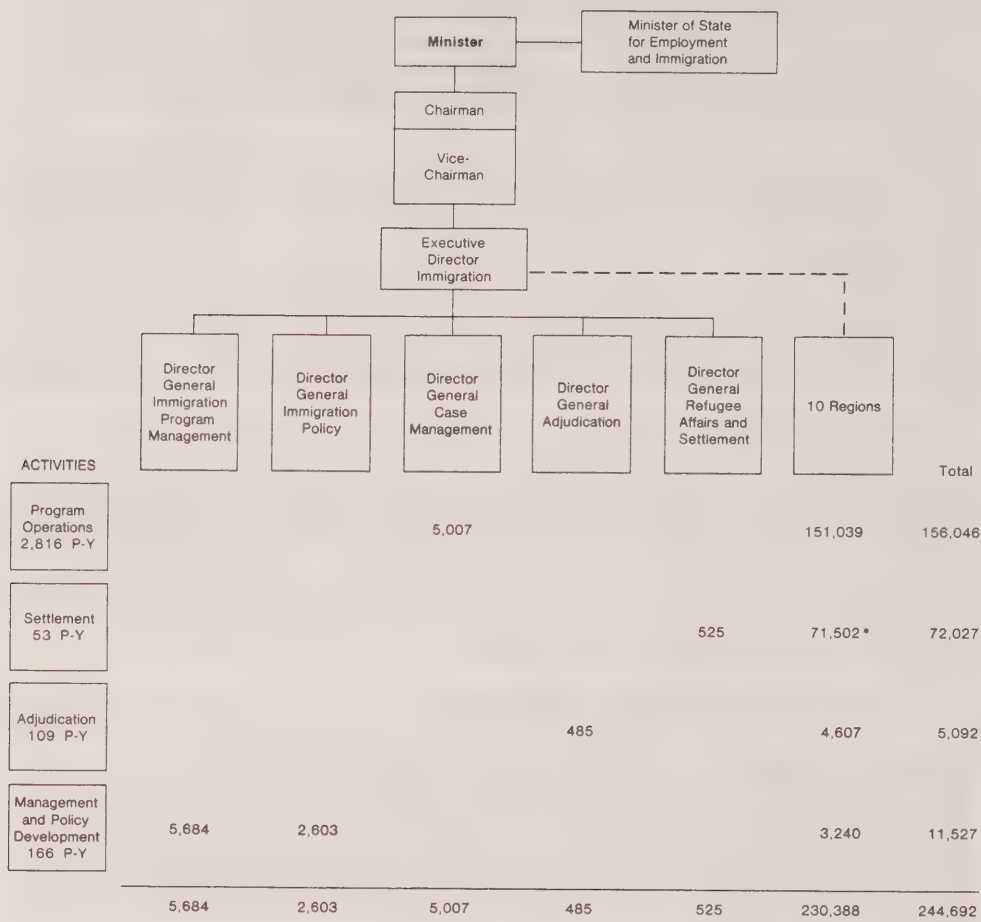 Minister
Minister of State
for Employment
and Immigration
Chairman
Vice-
Chairman
Executive
Director
Immigration
Director
General
Immigration
Program
Management
Director
General
Immigration
Policy
Director
General
Case
Management
Director
General
Adjudication
Director
General
Refugee
Affairs and
Settlement
10 Regions
ACTIVITIES
Total
Program
Operations
2,816 P-Y
5,007 151,039 156,046
Settlement
53 P-Y
525 71,502* 72,027
Adjudication
109 P-Y
485 4,607 5,092
Management
and Policy
Development
166 P-Y
5,684 2,603 3,240 11,527
5,684 2,603 5,007 485 525 230,388 244,692